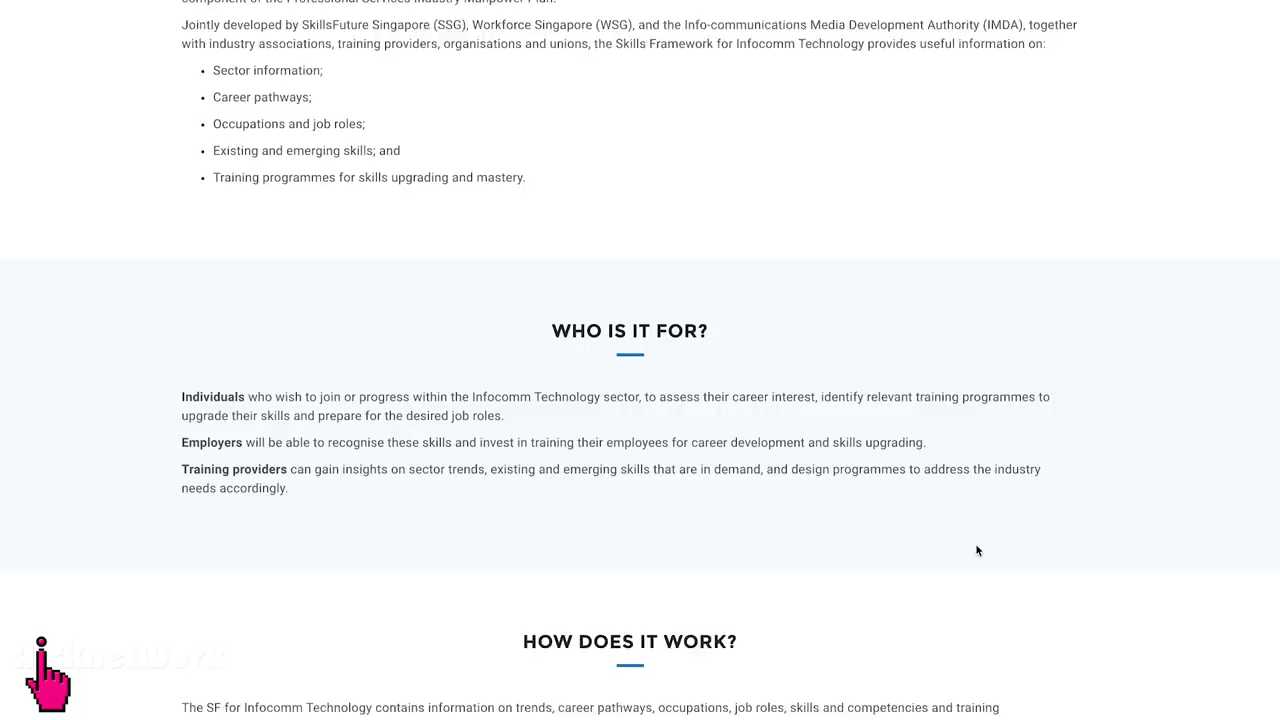 component of the Professional Services Industry Manpower Plan.
Jointly developed by SkillsFuture Singapore (SSG), Workforce Singapore (WSG), and the Info-communications Media Development Authority (IMDA), together
with industry associations, training providers, organisations and unions, the Skills Framework for Infocomm Technology provides useful information on:
• Sector information;
• Career pathways;
• Occupations and job roles;
• Existing and emerging skills; and
• Training programmes for skills upgrading and mastery.
WHO IS IT FOR?
Individuals who wish to join or progress within the Infocomm Technology sector, to assess their career interest, identify relevant training programmes to
upgrade their skills and prepare for the desired job roles.
Employers will be able to recognise these skills and invest in training their employees for career development and skills upgrading.
Training providers can gain insights on sector trends, existing and emerging skills that are in demand, and design programmes to address the industry
needs accordingly.
HOW DOES IT WORK?
The SF for Infocomm Technology contains information on trends, career pathways, occupations, job roles, skills and competencies and training